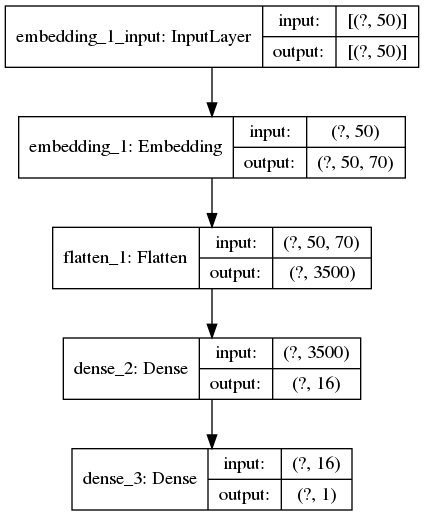 embedding_1_input: InputLayer
input: [(?, 50)]
output: [(?, 50)]
embedding_1: Embedding
input: (?, 50)
output: (?, 50, 70)
flatten_1: Flatten
input: (?, 50, 70)
output: (?, 3500)
dense_2: Dense
input: (?, 3500)
output: (?, 16)
dense_3: Dense
input: (?, 16)
output: (?, 1)